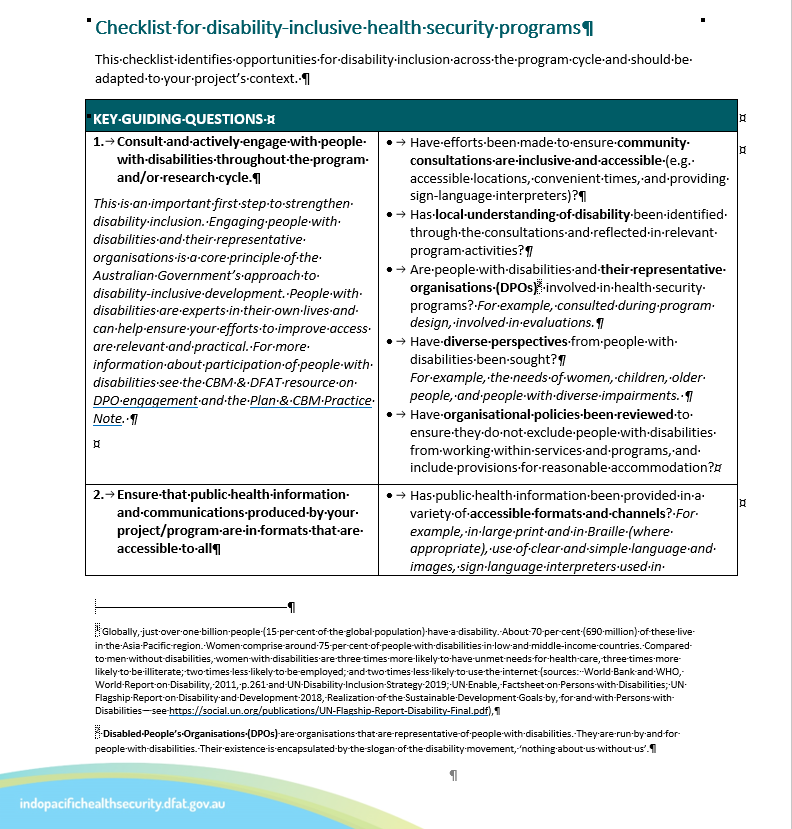 Checklist for disability-inclusive health security programs¶
This checklist identifies opportunities for disability inclusion across the program cycle and should be
adapted to your project's context. ¶
KEY GUIDING QUESTIONS ¤
1.→Consult and actively engage with people
with disabilities throughout the program
and/or research cycle.¶
This is an important first step to strengthen
disability inclusion. Engaging people with
disabilities and their representative
organisations is a core principle of the
Australian Government's approach to
disability-inclusive development. People with
disabilities are experts in their own lives and
can help ensure your efforts to improve access
are relevant and practical. For more
information about participation of people with
disabilities see the CBM & DFAT resource on
DPO engagement and the Plan & CBM Practice
Note. ¶
¤
●→Have efforts been made to ensure community
consultations are inclusive and accessible (e.g.
accessible locations, convenient times, and providing
sign-language interpreters)?¶
●→Has local understanding of disability been identified
through the consultations and reflected in relevant
program activities?¶
●→Are people with disabilities and their representative
organisations (DPOs)2 involved in health security
programs? For example, consulted during program
design, involved in evaluations.¶
●→Have diverse perspectives from people with
disabilities been sought?¶
For example, the needs of women, children, older
people, and people with diverse impairments. ¶
●→Have organisational policies been reviewed to
ensure they do not exclude people with disabilities
from working within services and programs, and
include provisions for reasonable accommodation?¤
2.→Ensure that public health information
and communications produced by your
project/program are in formats that are
accessible to all¶
●→Has public health information been provided in a
variety of accessible formats and channels? For
example, in large print and in Braille (where
appropriate), use of clear and simple language and
images, sign language interpreters used in
¶
1 Globally, just over one billion people (15 per cent of the global population) have a disability. About 70 per cent (690 million) of these live
in the Asia-Pacific region. Women comprise around 75 per cent of people with disabilities in low and middle-income countries. Compared
to men without disabilities, women with disabilities are three times more likely to have unmet needs for health care, three times more
likely to be illiterate; two times less likely to be employed; and two times less likely to use the internet (sources: World Bank and WHO,
World Report on Disability, 2011, p.261 and UN Disability Inclusion Strategy 2019; UN Enable, Factsheet on Persons with Disabilities; UN
Flagship Report on Disability and Development 2018, Realization of the Sustainable Development Goals by, for and with Persons with
Disabilities—see https://social.un.org/publications/UN-Flagship-Report-Disability-Final.pdf),¶
2 Disabled People's Organisations (DPOs) are organisations that are representative of people with disabilities. They are run by and for
people with disabilities. Their existence is encapsulated by the slogan of the disability movement, 'nothing about us without us'.¶
¶
indopacifichealthsecurity.dfat.gov.au